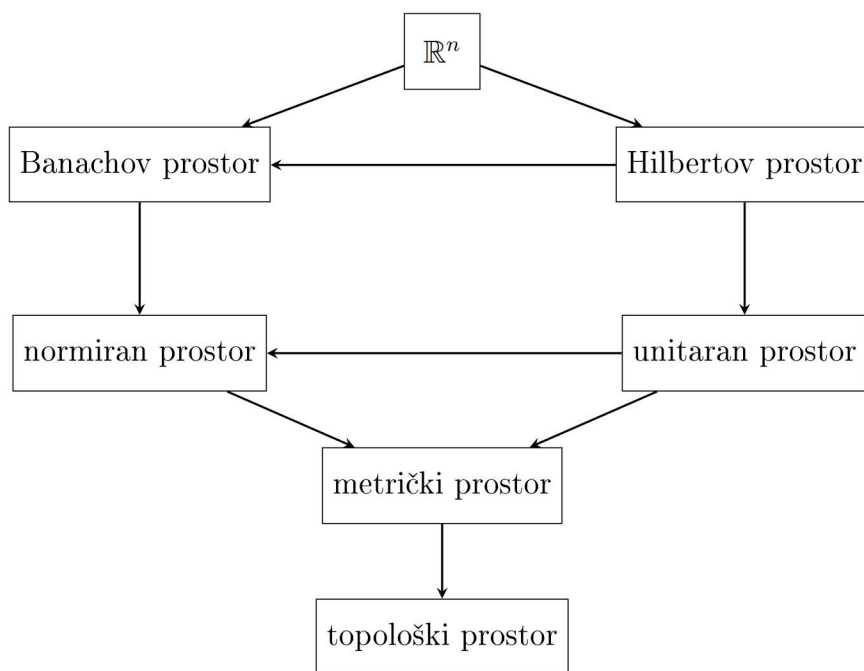 ℝⁿ
Banachov prostor
Hilbertov prostor
normiran prostor
unitaran prostor
metrički prostor
topološki prostor